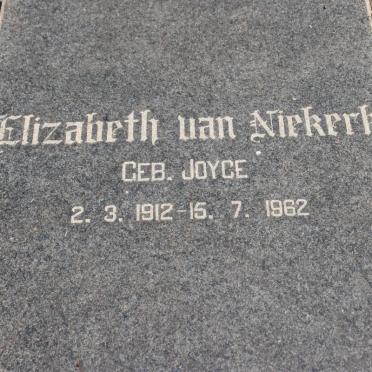 Elizabeth van Niekerk
GEB. JOYCE
2. 3. 1912 - 15. 7. 1962